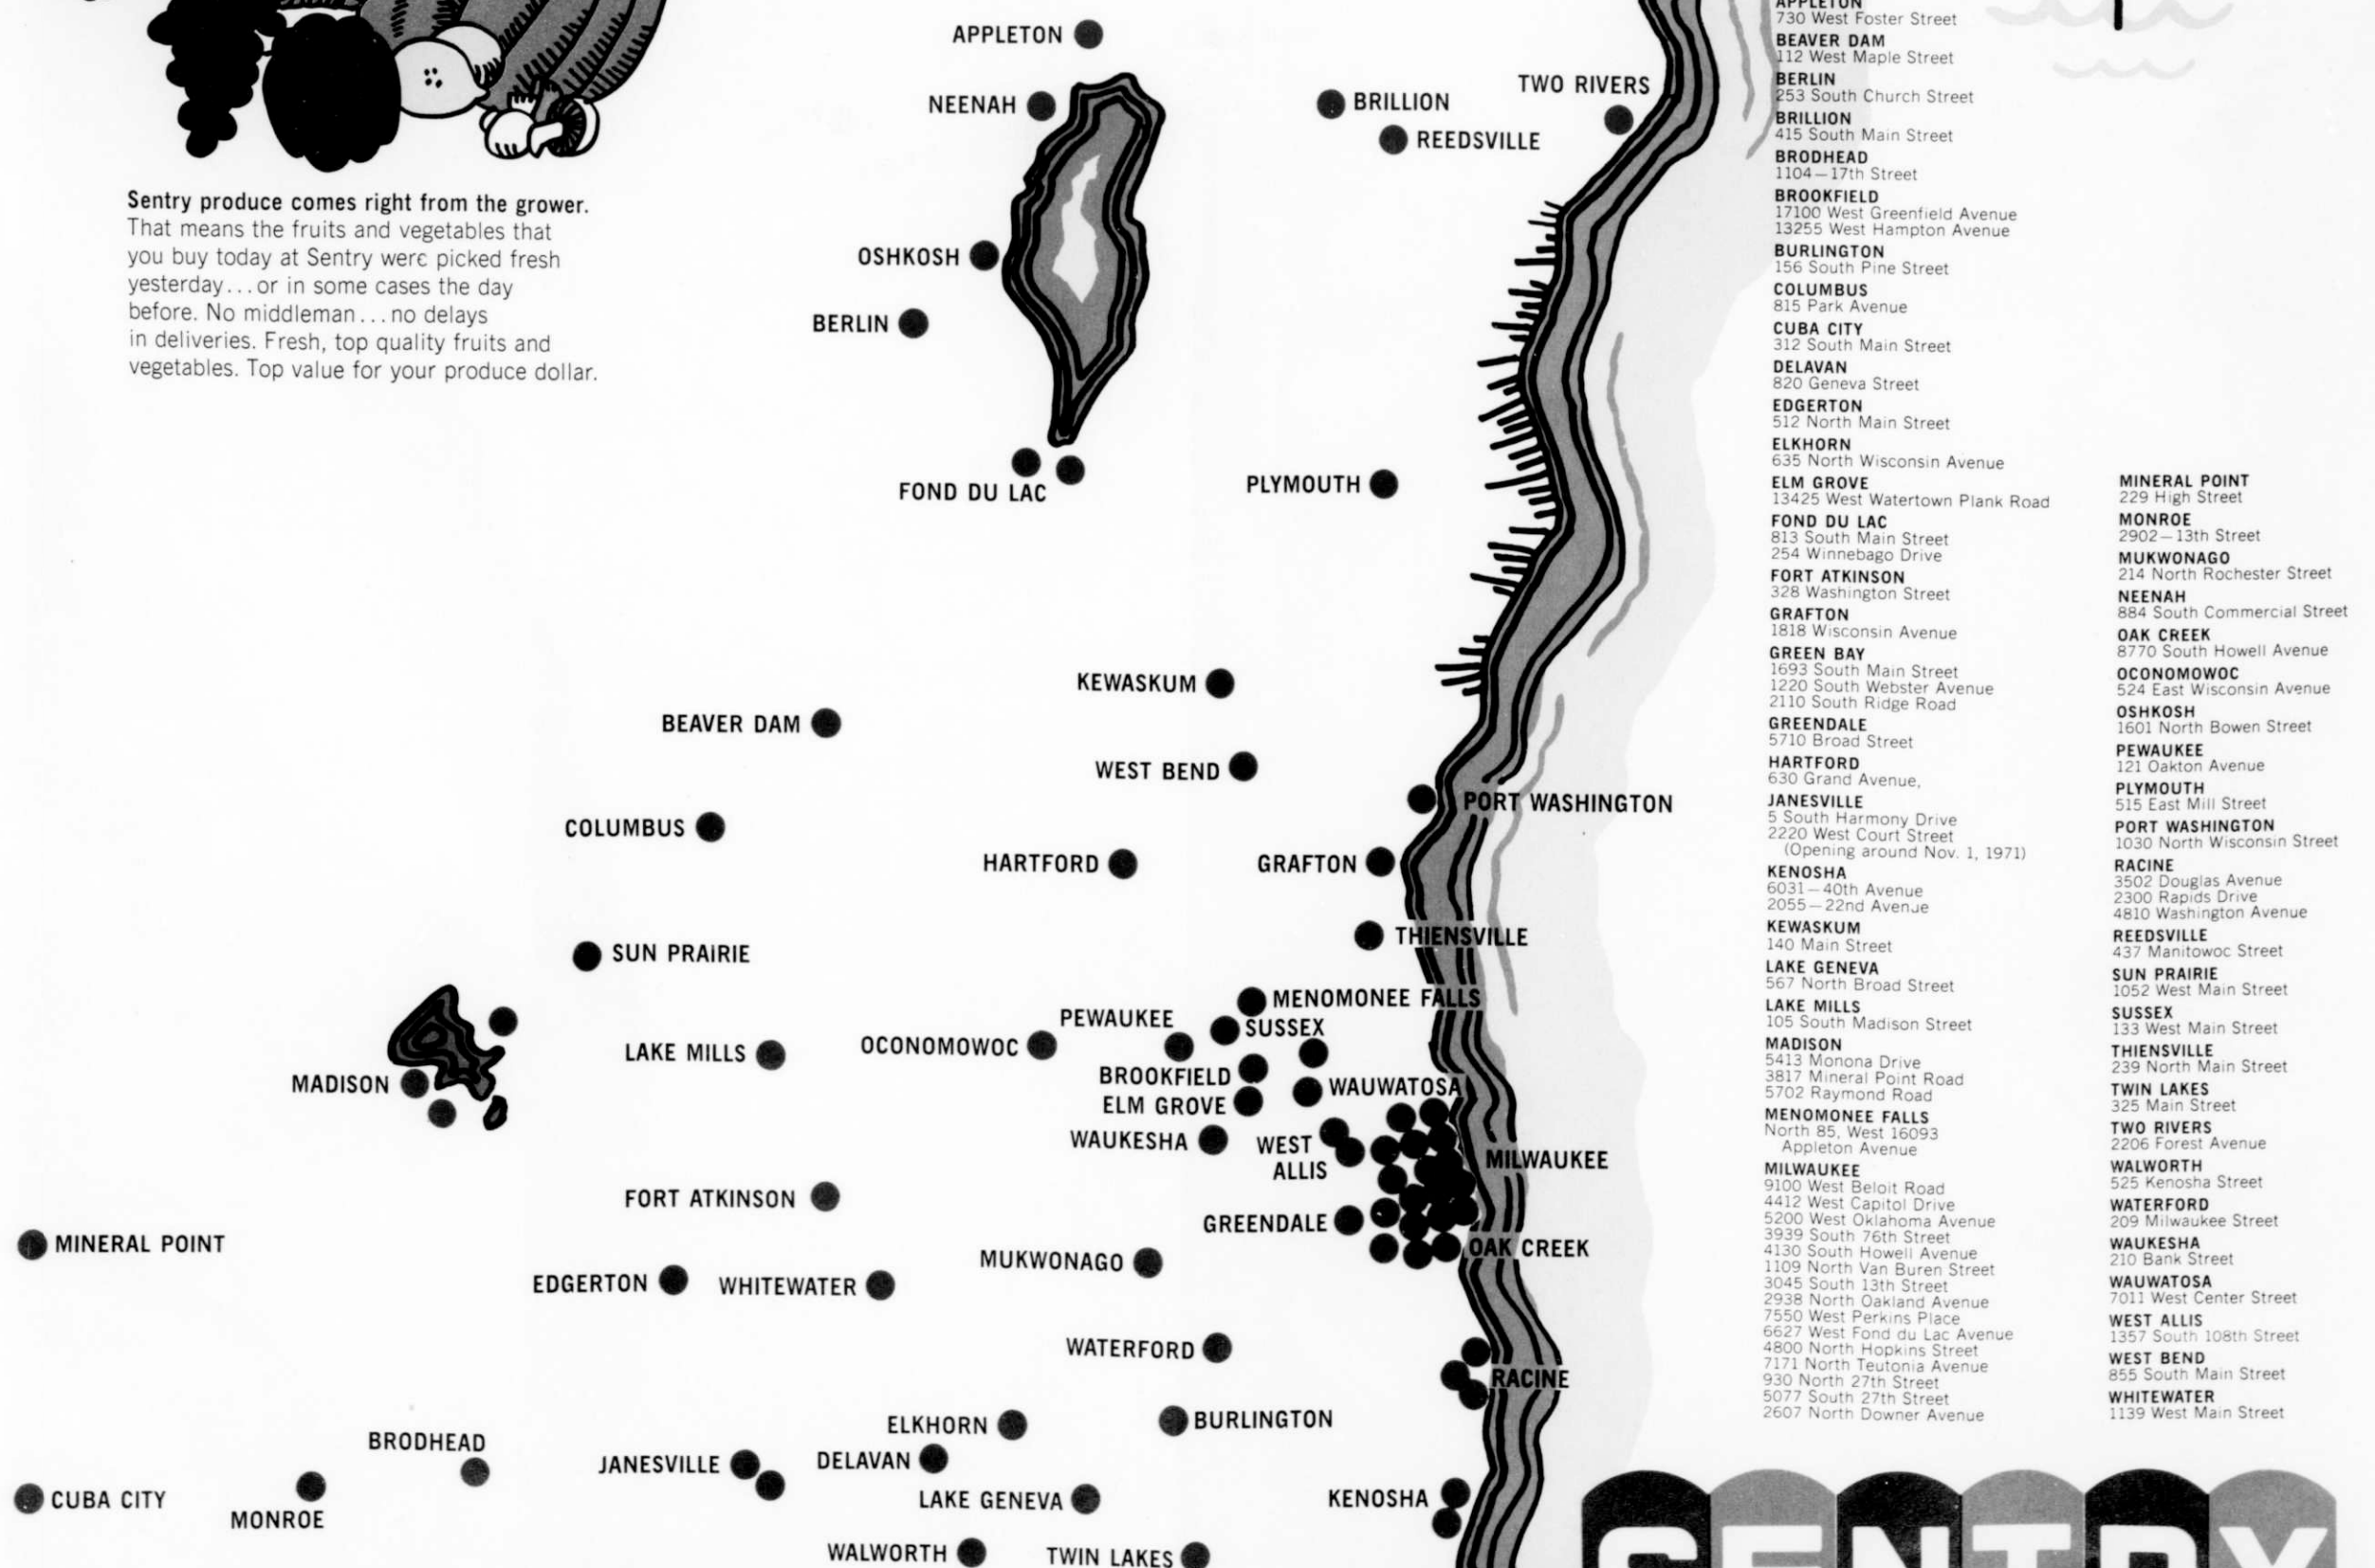 APPLETON
NEENAH
BRILLION
TWO RIVERS
REEDSVILLE
Sentry produce comes right from the grower.
That means the fruits and vegetables that
you buy today at Sentry were picked fresh
yesterday...or in some cases the day
before. No middleman...no delays
in deliveries. Fresh, top quality fruits and
vegetables. Top value for your produce dollar.
OSHKOSH
BERLIN
FOND DU LAC
PLYMOUTH
KEWASKUM
BEAVER DAM
WEST BEND
PORT WASHINGTON
COLUMBUS
HARTFORD
GRAFTON
THIENSVILLE
SUN PRAIRIE
MENOMONEE FALLS
PEWAUKEE
SUSSEX
OCONOMOWOC
LAKE MILLS
MADISON
BROOKFIELD
WAUWATOSA
ELM GROVE
WAUKESHA
WEST
ALLIS
MILWAUKEE
FORT ATKINSON
GREENDALE
MINERAL POINT
OAK CREEK
MUKWONAGO
EDGERTON
WHITEWATER
WATERFORD
RACINE
ELKHORN
BURLINGTON
BRODHEAD
JANESVILLE
DELAVAN
CUBA CITY
LAKE GENEVA
KENOSHA
MONROE
WALWORTH
TWIN LAKES
APPLETON
730 West Foster Street
BEAVER DAM
112 West Maple Street
BERLIN
253 South Church Street
BRILLION
415 South Main Street
BRODHEAD
1104—17th Street
BROOKFIELD
17100 West Greenfield Avenue
13255 West Hampton Avenue
BURLINGTON
156 South Pine Street
COLUMBUS
815 Park Avenue
CUBA CITY
312 South Main Street
DELAVAN
820 Geneva Street
EDGERTON
512 North Main Street
ELKHORN
635 North Wisconsin Avenue
ELM GROVE
13425 West Watertown Plank Road
FOND DU LAC
813 South Main Street
254 Winnebago Drive
FORT ATKINSON
328 Washington Street
GRAFTON
1818 Wisconsin Avenue
GREEN BAY
1693 South Main Street
1220 South Webster Avenue
2110 South Ridge Road
GREENDALE
5710 Broad Street
HARTFORD
630 Grand Avenue,
JANESVILLE
5 South Harmony Drive
2220 West Court Street
(Opening around Nov. 1, 1971)
KENOSHA
6031—40th Avenue
2055—22nd Avenue
KEWASKUM
140 Main Street
LAKE GENEVA
567 North Broad Street
LAKE MILLS
105 South Madison Street
MADISON
5413 Monona Drive
3817 Mineral Point Road
5702 Raymond Road
MENOMONEE FALLS
North 85, West 16093
Appleton Avenue
MILWAUKEE
9100 West Beloit Road
4412 West Capitol Drive
5200 West Oklahoma Avenue
3939 South 76th Street
4130 South Howell Avenue
1109 North Van Buren Street
3045 South 13th Street
2938 North Oakland Avenue
7550 West Perkins Place
6627 West Fond du Lac Avenue
4800 North Hopkins Street
7171 North Teutonia Avenue
930 North 27th Street
5077 South 27th Street
2607 North Downer Avenue
MINERAL POINT
229 High Street
MONROE
2902—13th Street
MUKWONAGO
214 North Rochester Street
NEENAH
884 South Commercial Street
OAK CREEK
8770 South Howell Avenue
OCONOMOWOC
524 East Wisconsin Avenue
OSHKOSH
1601 North Bowen Street
PEWAUKEE
121 Oakton Avenue
PLYMOUTH
515 East Mill Street
PORT WASHINGTON
1030 North Wisconsin Street
RACINE
3502 Douglas Avenue
2300 Rapids Drive
4810 Washington Avenue
REEDSVILLE
437 Manitowoc Street
SUN PRAIRIE
1052 West Main Street
SUSSEX
133 West Main Street
THIENSVILLE
239 North Main Street
TWIN LAKES
325 Main Street
TWO RIVERS
2206 Forest Avenue
WALWORTH
525 Kenosha Street
WATERFORD
209 Milwaukee Street
WAUKESHA
210 Bank Street
WAUWATOSA
7011 West Center Street
WEST ALLIS
1357 South 108th Street
WEST BEND
855 South Main Street
WHITEWATER
1139 West Main Street
SENTRY